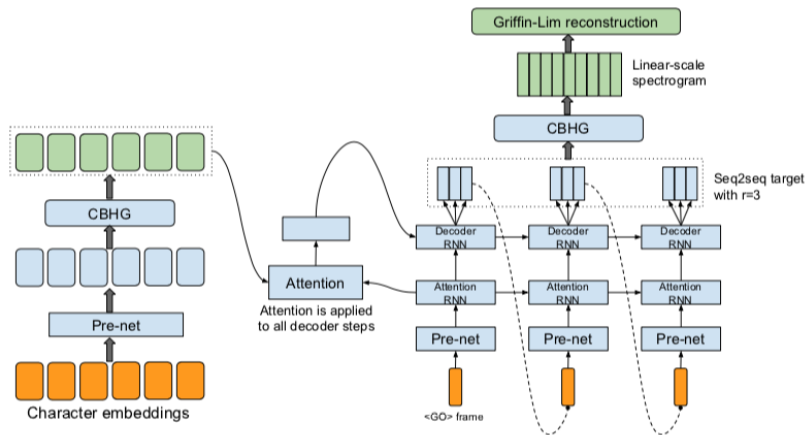 Griffin-Lim reconstruction
Linear-scale
spectrogram
CBHG
Seq2seq target
with r=3
CBHG
Decoder
RNN
Decoder
RNN
Decoder
RNN
Attention
Attention
RNN
Attention
RNN
Attention
RNN
Attention is applied
to all decoder steps
Pre-net
Pre-net
Pre-net
Pre-net
<GO> frame
Character embeddings